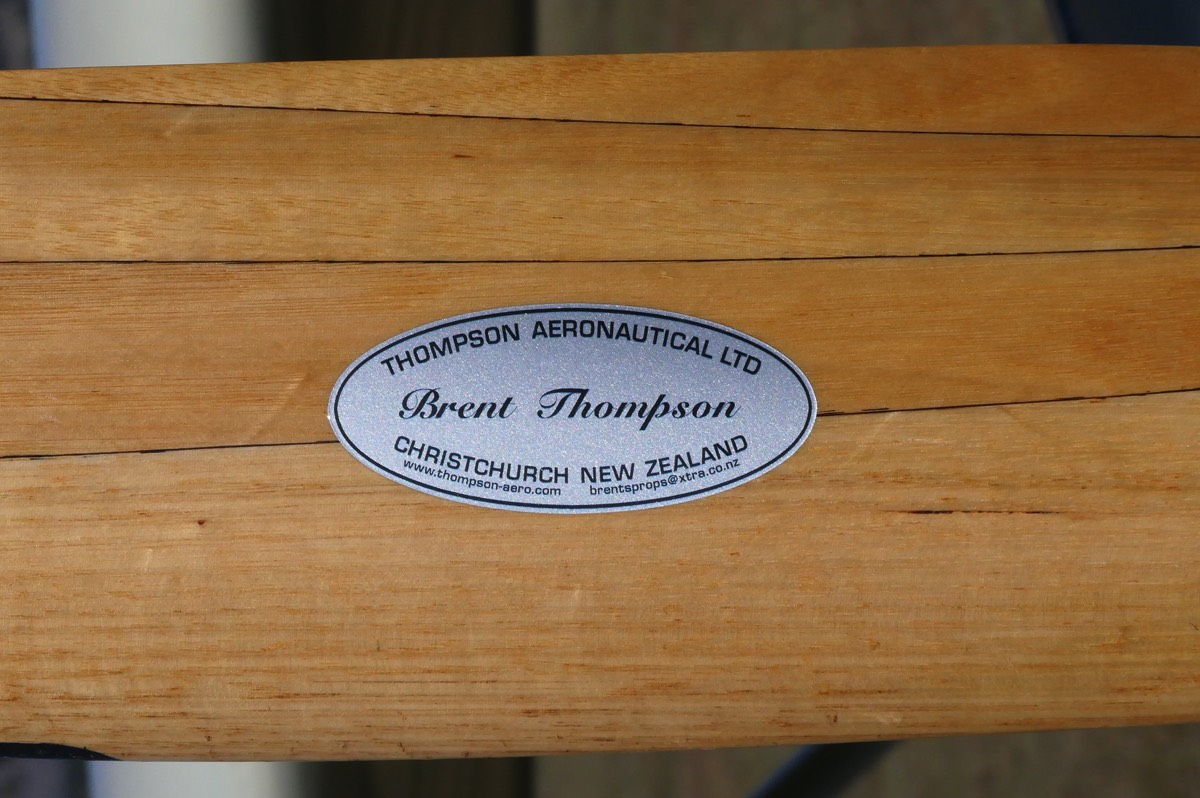 THOMPSON AERONAUTICAL LTD
Brent Thompson
CHRISTCHURCH NEW ZEALAND
www.thompson-aero.com brentsprops@xtra.co.nz